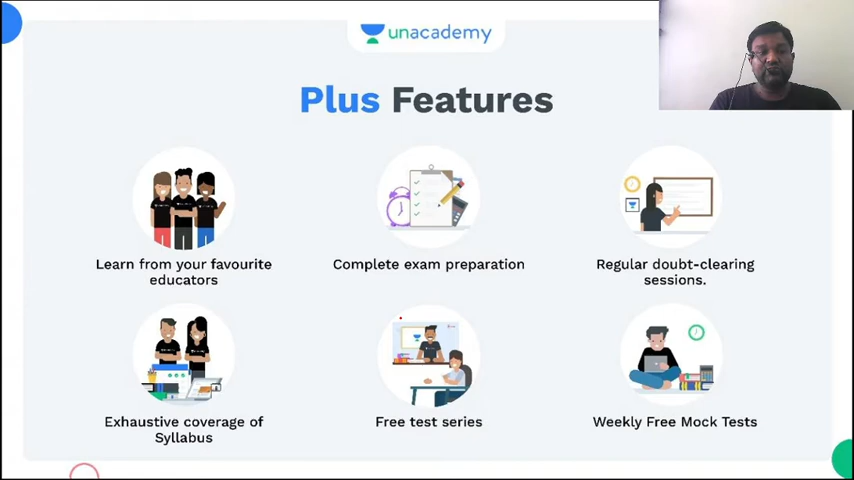 unacademy
Plus Features
Learn from your favourite
educators
Complete exam preparation
Regular doubt-clearing
sessions.
Exhaustive coverage of
Syllabus
Free test series
Weekly Free Mock Tests